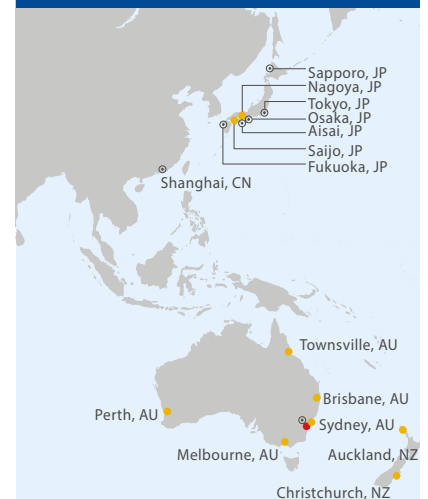 Sapporo, JP
Nagoya, JP
Tokyo, JP
Osaka, JP
Aisai, JP
Saijo, JP
Fukuoka, JP
Shanghai, CN
Townsville, AU
Brisbane, AU
Perth, AU
Sydney, AU
Melbourne, AU
Auckland, NZ
Christchurch, NZ